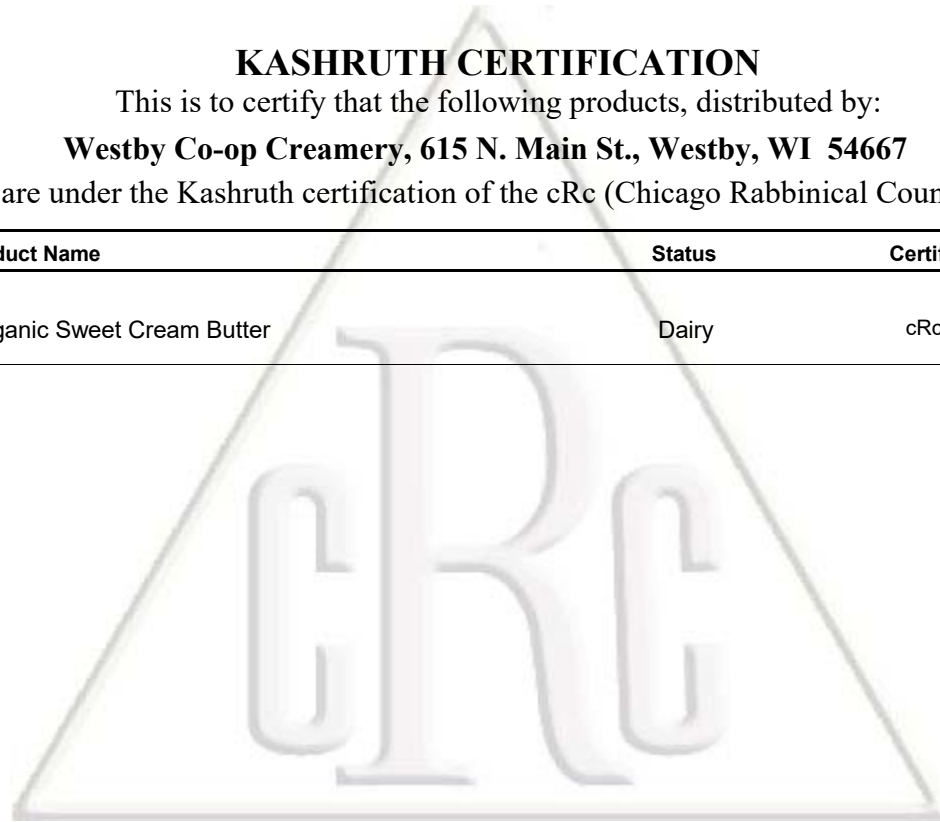 KASHRUTH CERTIFICATION
This is to certify that the following products, distributed by:
Westby Co-op Creamery, 615 N. Main St., Westby, WI 54667
are under the Kashruth certification of the cRc (Chicago Rabbinical Coun
duct Name Status Certif
ganic Sweet Cream Butter Dairy cRc
cRc